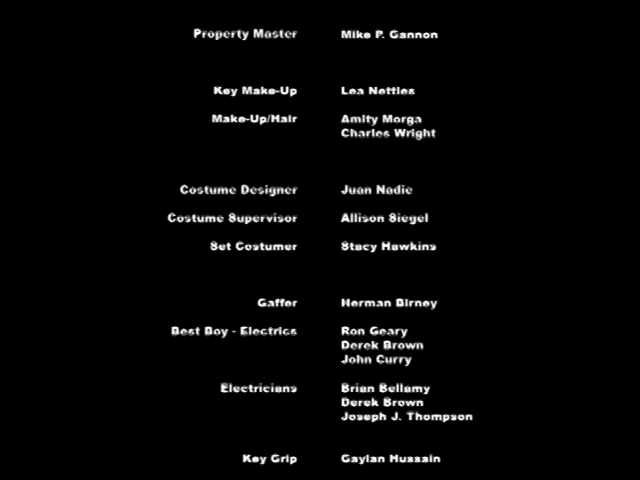 Property Master Mike P. Gannon
Key Make-Up Lea Nettles
Make-Up/Hair Amity Morga
Charles Wright
Costume Designer Juan Nadie
Costume Supervisor Allison Siegel
Set Costumer Stacy Hawkins
Gaffer Herman Birney
Best Boy - Electrics Ron Geary
Derek Brown
John Curry
Electricians Brian Bellamy
Derek Brown
Joseph J. Thompson
Key Grip Gaylan Hussain